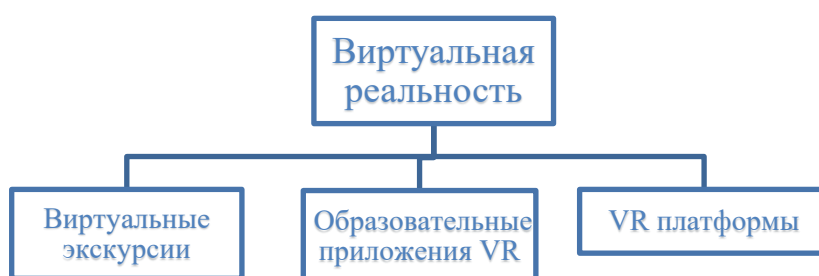 Виртуальная
реальность
Виртуальные
экскурсии
Образовательные
приложения VR
VR платформы